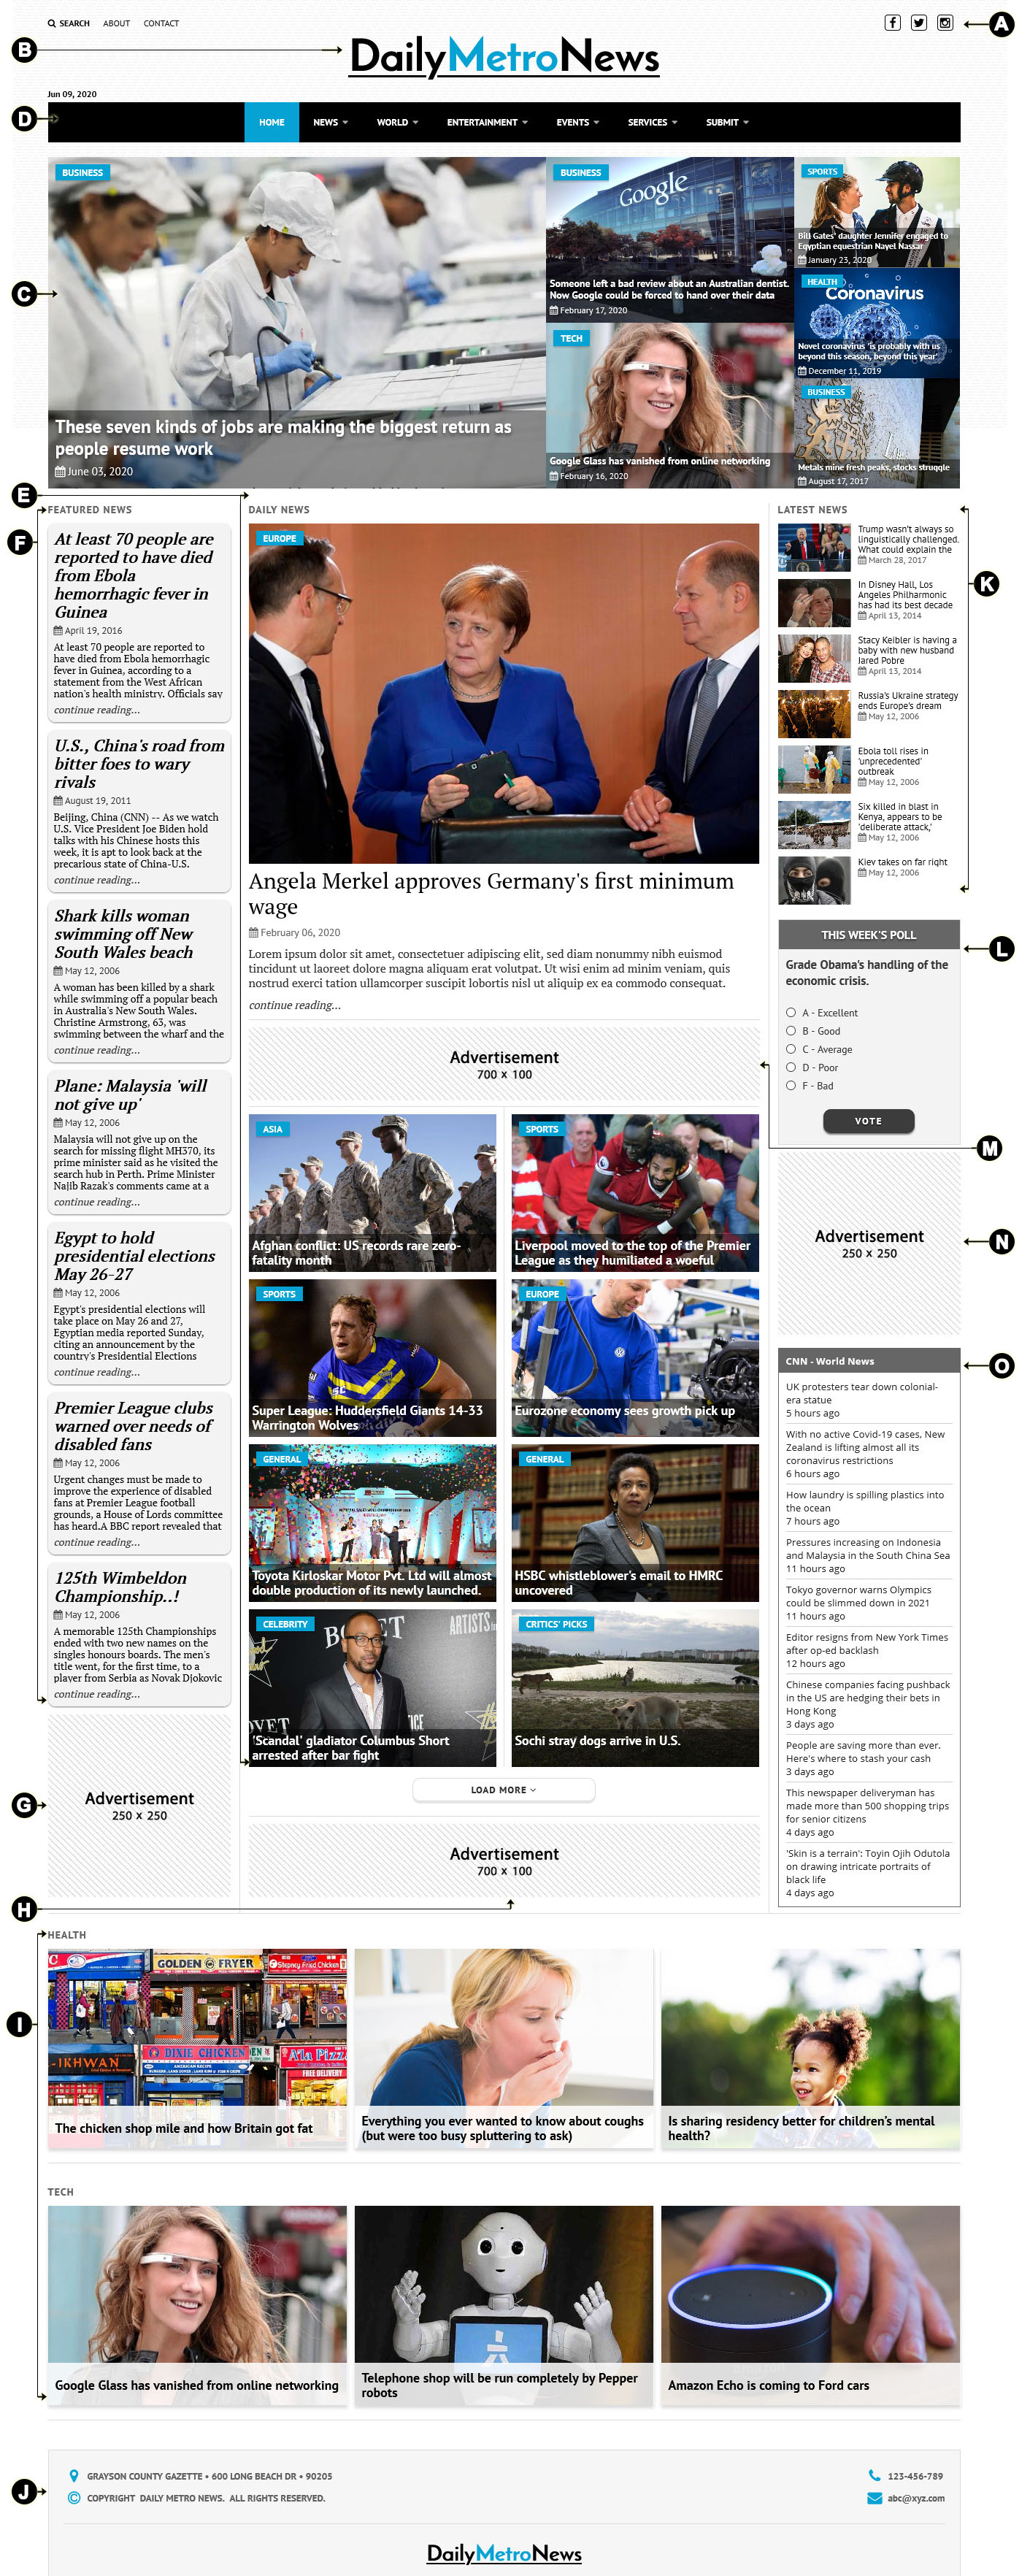 SEARCH ABOUT CONTACT
A
B
DailyMetroNews
Jun 09, 2020
D
HOME NEWS WORLD ENTERTAINMENT EVENTS SERVICES SUBMIT
C
BUSINESS
These seven kinds of jobs are making the biggest return as
people resume work
June 03, 2020
BUSINESS
Google
Someone left a bad review about an Australian dentist.
Now Google could be forced to hand over their data
February 17, 2020
TECH
Google Glass has vanished from online networking
February 16, 2020
SPORTS
Bill Gates' daughter Jennifer engaged to
Egyptian equestrian Nayel Nassar
January 23, 2020
HEALTH
Coronavirus
Novel coronavirus 'is probably with us
beyond this season, beyond this year'
December 11, 2019
BUSINESS
Metals mine fresh peaks, stocks struggle
August 17, 2017
E
F
FEATURED NEWS
At least 70 people are
reported to have died
from Ebola
hemorrhagic fever in
Guinea
April 19, 2016
At least 70 people are reported to
have died from Ebola hemorrhagic
fever in Guinea, according to a
statement from the West African
nation's health ministry. Officials say
continue reading...
U.S., China's road from
bitter foes to wary
rivals
August 19, 2011
Beijing, China (CNN) -- As we watch
U.S. Vice President Joe Biden hold
talks with his Chinese hosts this
week, it is apt to look back at the
precarious state of China-U.S.
continue reading...
Shark kills woman
swimming off New
South Wales beach
May 12, 2006
A woman has been killed by a shark
while swimming off a popular beach
in Australia's New South Wales.
Christine Armstrong, 63, was
swimming between the wharf and the
continue reading...
Plane: Malaysia 'will
not give up'
May 12, 2006
Malaysia will not give up on the
search for missing flight MH370, its
prime minister said as he visited the
search hub in Perth. Prime Minister
Najib Razak's comments came at a
continue reading...
Egypt to hold
presidential elections
May 26-27
May 12, 2006
Egypt's presidential elections will
take place on May 26 and 27,
Egyptian media reported Sunday,
citing an announcement by the
country's Presidential Elections
continue reading...
Premier League clubs
warned over needs of
disabled fans
May 12, 2006
Urgent changes must be made to
improve the experience of disabled
fans at Premier League football
grounds, a House of Lords committee
has heard.A BBC report revealed that
continue reading...
125th Wimbeldon
Championship..!
May 12, 2006
A memorable 125th Championships
ended with two new names on the
singles honours boards. The men's
title went, for the first time, to a
player from Serbia as Novak DJokovic
continue reading...
G
Advertisement
250 x 250
DAILY NEWS
EUROPE
Angela Merkel approves Germany's first minimum
wage
February 06, 2020
Lorem ipsum dolor sit amet, consectetuer adipiscing elit, sed diam nonummy nibh euismod
tincidunt ut laoreet dolore magna aliquam erat volutpat. Ut wisi enim ad minim veniam, quis
nostrud exerci tation ullamcorper suscipit lobortis nisl ut aliquip ex ea commodo consequat.
continue reading...
Advertisement
700 x 100
ASIA
Afghan conflict: US records rare zero-
fatality month
SPORTS
Liverpool moved to the top of the Premier
League as they humiliated a woeful
SPORTS
Super League: Huddersfield Giants 14-33
Warrington Wolves
EUROPE
Eurozone economy sees growth pick up
GENERAL
Toyota Kirloskar Motor Pvt. Ltd will almost
double production of its newly launched.
GENERAL
HSBC whistleblower's email to HMRC
uncovered
CELEBRITY
ARTISTS
'Scandal' gladiator Columbus Short
arrested after bar fight
CRITICS' PICKS
Sochi stray dogs arrive in U.S.
LOAD MORE
Advertisement
700 x 100
H
LATEST NEWS
K
Trump wasn't always so
linguistically challenged.
What could explain the
March 28, 2017
In Disney Hall, Los
Angeles Philharmonic
has had its best decade
April 13, 2014
Stacy Keibler is having a
baby with new husband
Jared Pobre
April 13, 2014
Russia's Ukraine strategy
ends Europe's dream
May 12, 2006
Ebola toll rises in
'unprecedented'
outbreak
May 12, 2006
Six killed in blast in
Kenya, appears to be
'deliberate attack,'
May 12, 2006
Kiev takes on far right
May 12, 2006
L
THIS WEEK'S POLL
Grade Obama's handling of the
economic crisis.
A - Excellent
B - Good
C - Average
D - Poor
F - Bad
VOTE
M
N
Advertisement
250 x 250
O
CNN - World News
UK protesters tear down colonial-
era statue
5 hours ago
With no active Covid-19 cases, New
Zealand is lifting almost all its
coronavirus restrictions
6 hours ago
How laundry is spilling plastics into
the ocean
7 hours ago
Pressures increasing on Indonesia
and Malaysia in the South China Sea
11 hours ago
Tokyo governor warns Olympics
could be slimmed down in 2021
11 hours ago
Editor resigns from New York Times
after op-ed backlash
12 hours ago
Chinese companies facing pushback
in the US are hedging their bets in
Hong Kong
3 days ago
People are saving more than ever.
Here's where to stash your cash
3 days ago
This newspaper deliveryman has
made more than 500 shopping trips
for senior citizens
4 days ago
'Skin is a terrain': Toyin Ojih Odutola
on drawing intricate portraits of
black life
4 days ago
I
HEALTH
GOLDEN FRYER
Stepney Fried Chicken
IKHWAN
DIXIE CHICKEN
A'la Pizza
FREE DELIVERY
The chicken shop mile and how Britain got fat
Everything you ever wanted to know about coughs
(but were too busy spluttering to ask)
Is sharing residency better for children's mental
health?
TECH
Google Glass has vanished from online networking
Telephone shop will be run completely by Pepper
robots
Amazon Echo is coming to Ford cars
J
GRAYSON COUNTY GAZETTE • 600 LONG BEACH DR • 90205
123-456-789
COPYRIGHT DAILY METRO NEWS. ALL RIGHTS RESERVED.
abc@xyz.com
DailyMetroNews